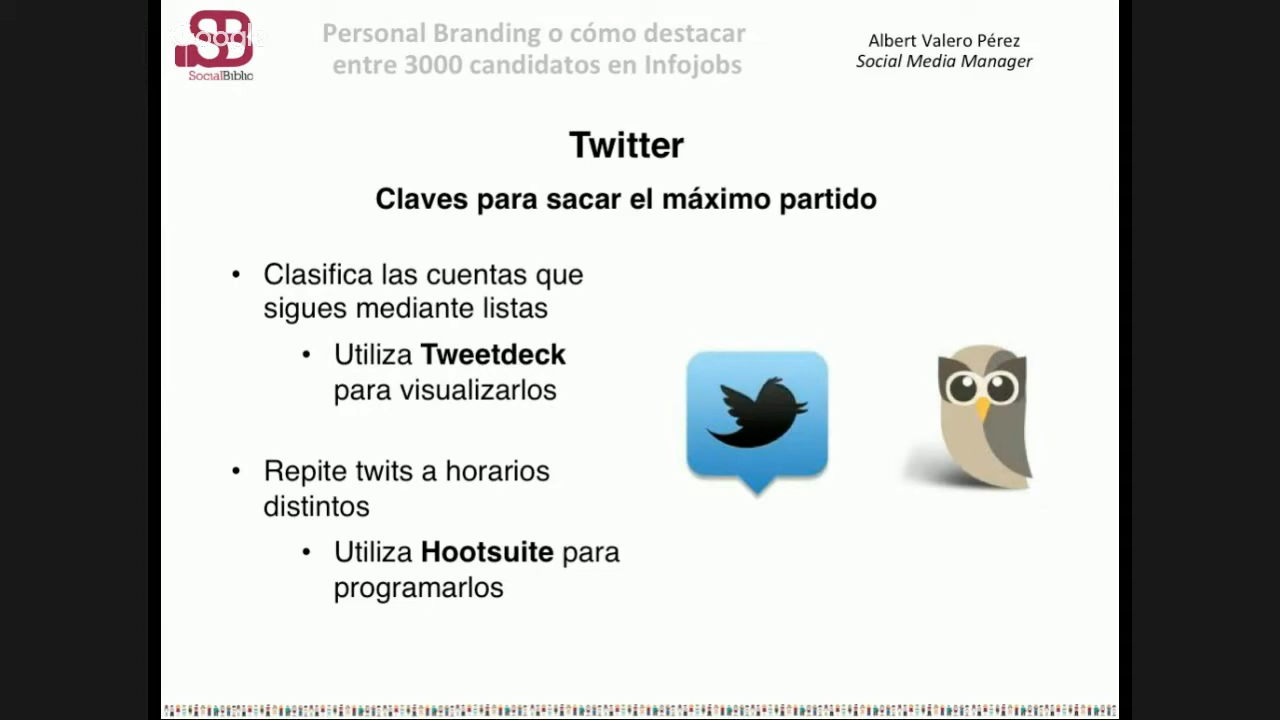 Google
SocialBiblio
Personal Branding o cómo destacar
entre 3000 candidatos en Infojobs
Albert Valero Pérez
Social Media Manager
Twitter
Claves para sacar el máximo partido
• Clasifica las cuentas que
sigues mediante listas
• Utiliza Tweetdeck
para visualizarlos
• Repite twits a horarios
distintos
• Utiliza Hootsuite para
programarlos